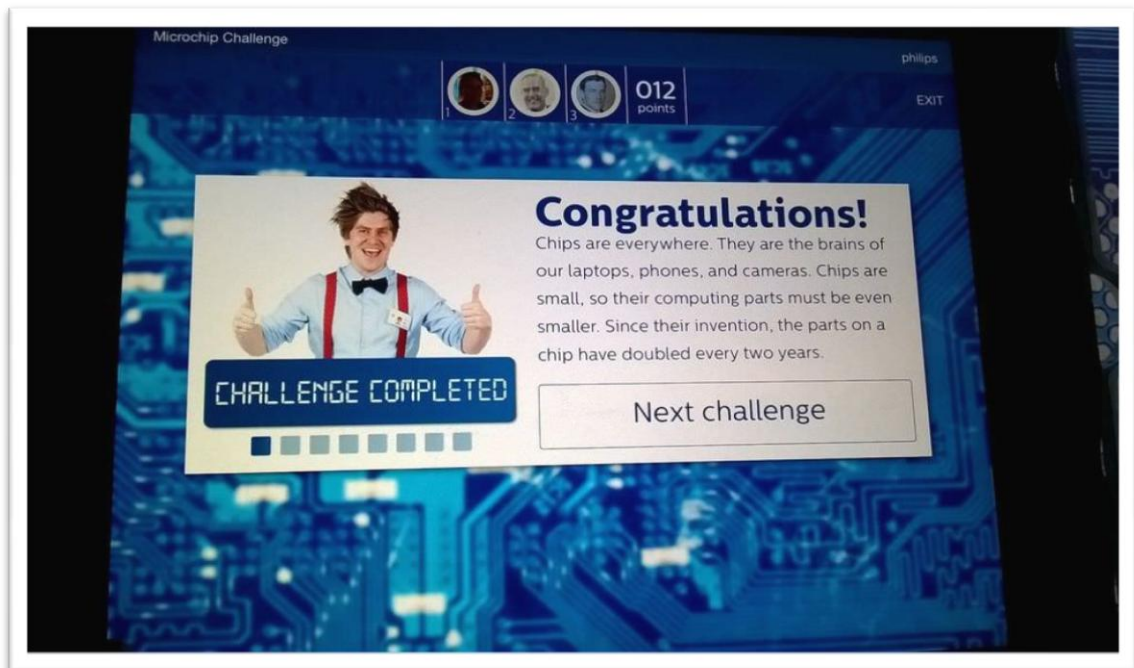 Microchip Challenge
philips
1
2
3
012
points
EXIT
Congratulations!
Chips are everywhere. They are the brains of
our laptops, phones, and cameras. Chips are
small, so their computing parts must be even
smaller. Since their invention, the parts on a
chip have doubled every two years.
CHALLENGE COMPLETED
Next challenge